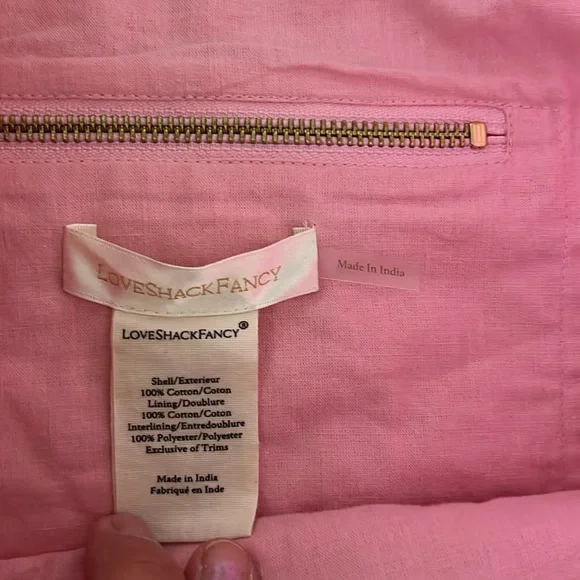 LOVESHACKFANCY
Made In India
LOVESHACKFANCY®
Shell/Exterieur
100% Cotton/Coton
Lining/Doublure
100% Cotton/Coton
Interlining/Entredoublure
100% Polyester/Polyester
Exclusive of Trims
Made in India
Fabriqué en Inde